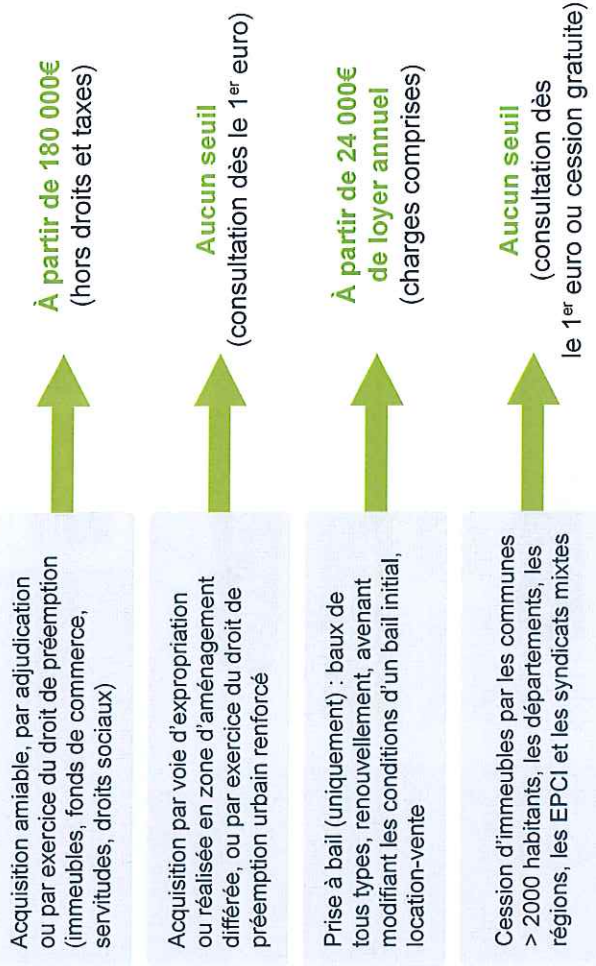 Acquisition amiable, par adjudication
ou par exercice du droit de préemption
(immeubles, fonds de commerce,
servitudes, droits sociaux)
À partir de 180 000€
(hors droits et taxes)
Acquisition par voie d'expropriation
ou réalisée en zone d'aménagement
différée, ou par exercice du droit de
préemption urbain renforcé
Aucun seuil
(consultation dès le 1er euro)
Prise à bail (uniquement) : baux de
tous types, renouvellement, avenant
modifiant les conditions d'un bail initial,
location-vente
À partir de 24 000€
de loyer annuel
(charges comprises)
Cession d'immeubles par les communes
> 2000 habitants, les départements, les
régions, les EPCI et les syndicats mixtes
Aucun seuil
(consultation dès
le 1er euro ou cession gratuite)